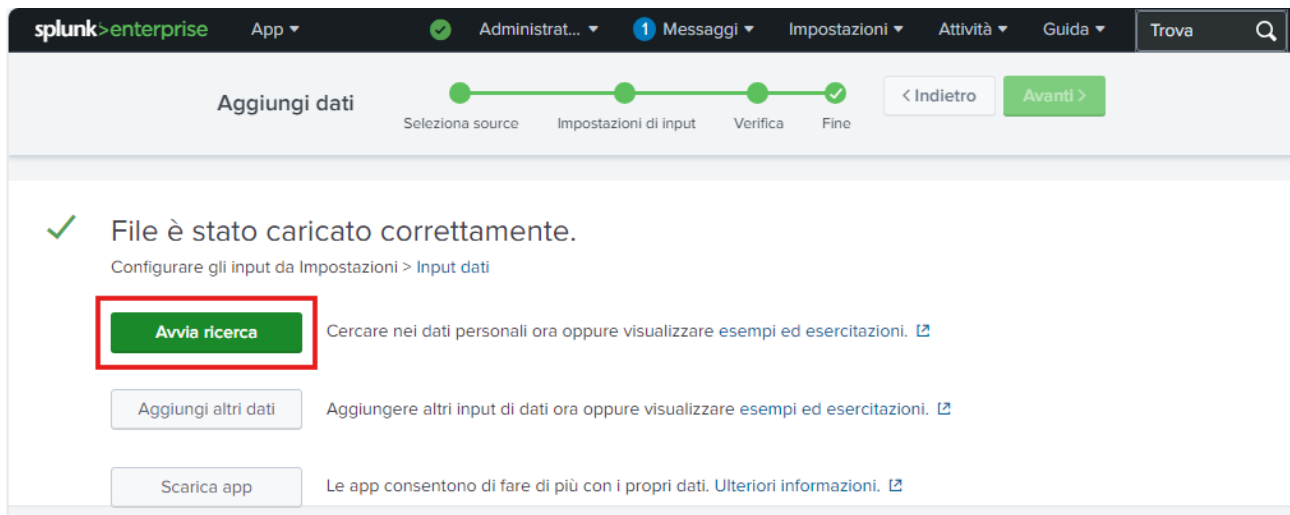 splunk>enterprise App Administrat... 1 Messaggi Impostazioni Attività Guida Trova
Aggiungi dati
Seleziona source Impostazioni di input Verifica Fine
< Indietro Avanti >
File è stato caricato correttamente.
Configurare gli input da Impostazioni > Input dati
Avvia ricerca Cercare nei dati personali ora oppure visualizzare esempi ed esercitazioni.
Aggiungi altri dati Aggiungere altri input di dati ora oppure visualizzare esempi ed esercitazioni.
Scarica app Le app consentono di fare di più con i propri dati. Ulteriori informazioni.